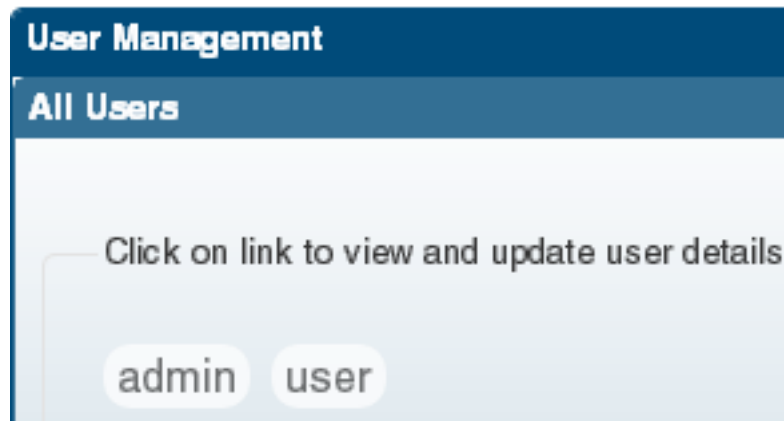 User Management
All Users
Click on link to view and update user details
admin user